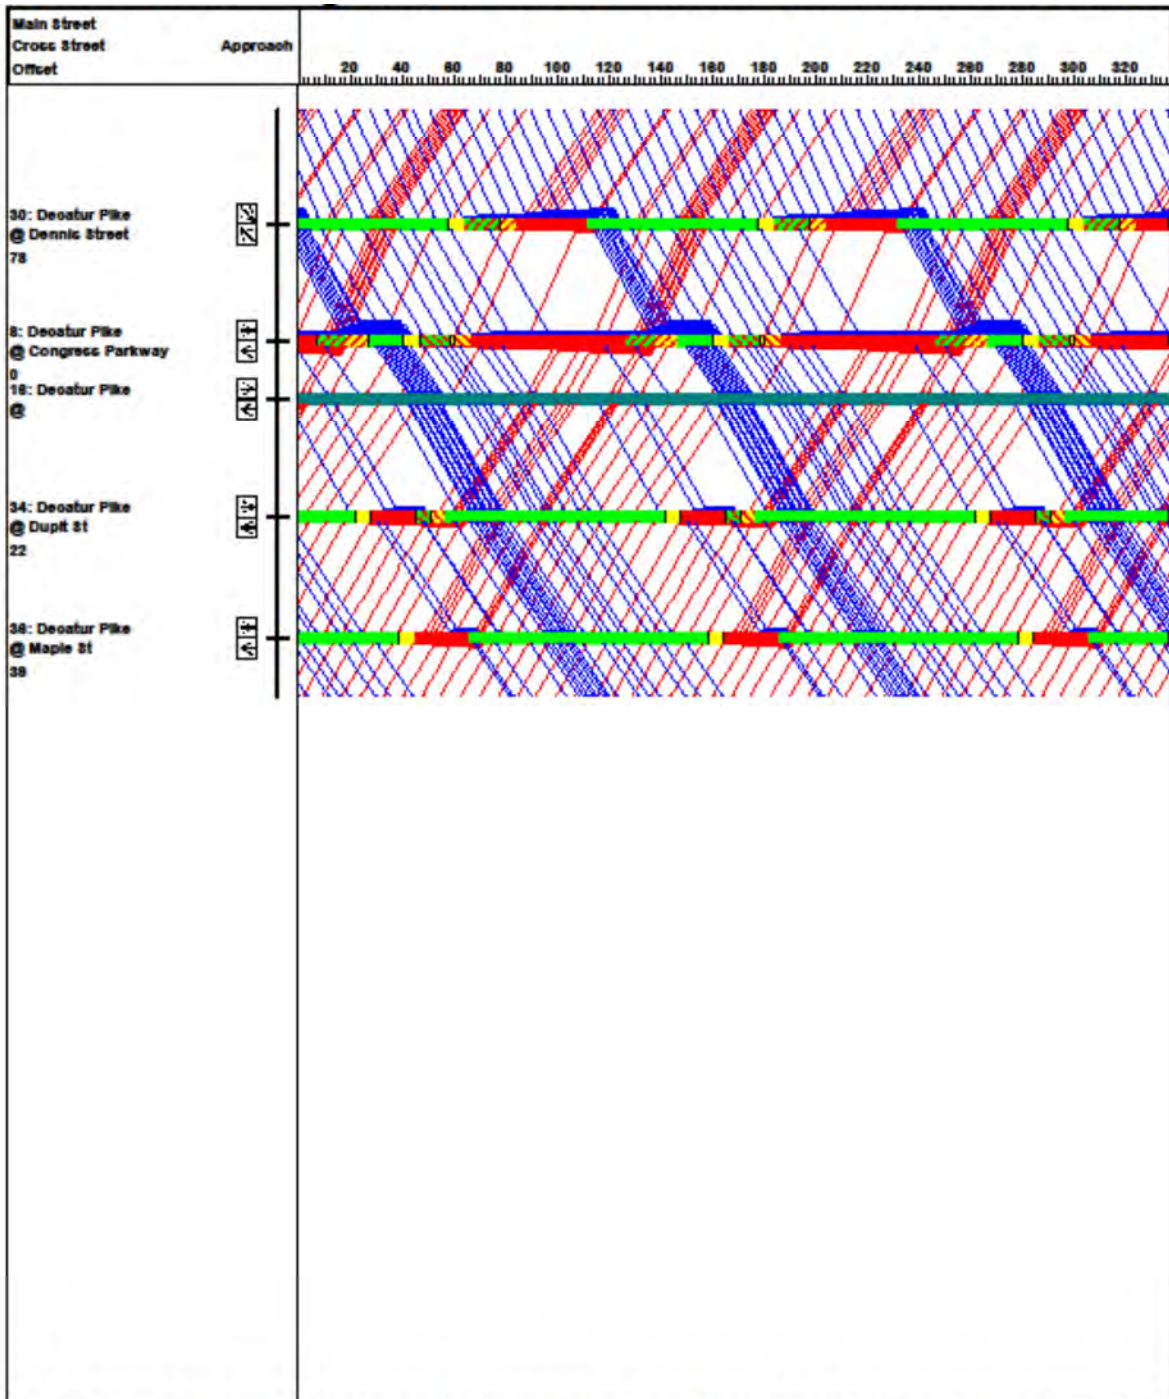 Main Street
Cross Street Approach
Offset
20 40 60 80 100 120 140 160 180 200 220 240 260 280 300 320
30: Decatur Pike
@ Dennis Street
78
8: Decatur Pike
@ Congress Parkway
0
16: Decatur Pike
@
34: Decatur Pike
@ Dupit St
22
36: Decatur Pike
@ Maple St
38